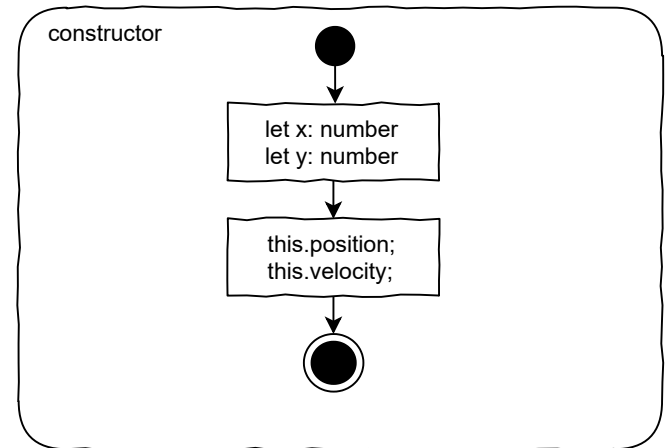 constructor
let x: number
let y: number
this.position;
this.velocity;